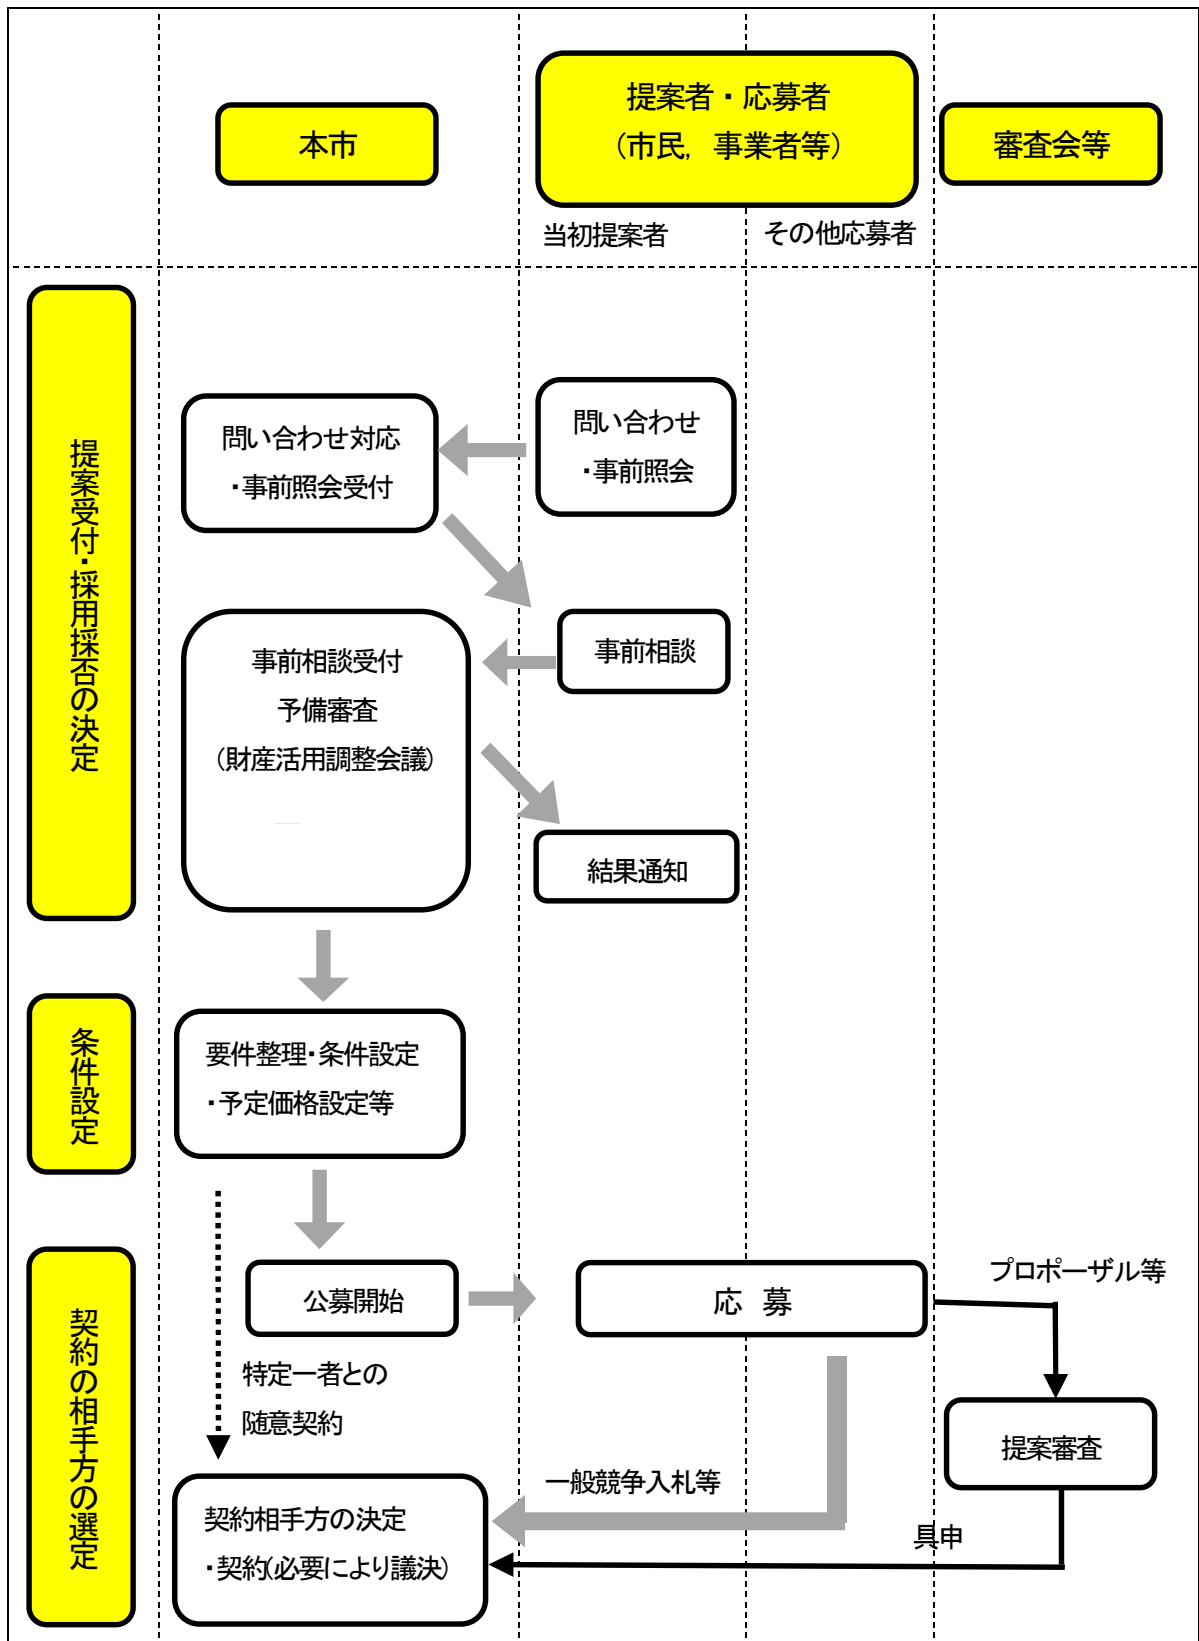 本市
提案者・応募者
（市民，事業者等）
審査会等
当初提案者
その他応募者
提案受付・採用採否の決定
問い合わせ対応
・事前照会受付
問い合わせ
・事前照会
事前相談受付
予備審査
（財産活用調整会議）
事前相談
結果通知
条件設定
要件整理・条件設定
・予定価格設定等
契約の相手方の選定
公募開始
応 募
プロポーザル等
特定一者との
随意契約
提案審査
一般競争入札等
具申
契約相手方の決定
・契約（必要により議決）